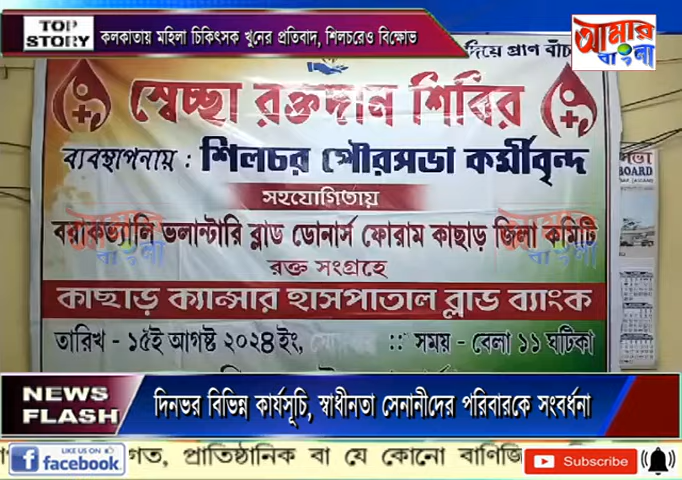 TOP STORY
কলকাতায় মহিলা চিকিৎসক খুনের প্রতিবাদ, শিলচরেও বিক্ষোভ
আমার বাংলা
দিয়ে প্রাণ বাঁচ
স্বেচ্ছা রক্তদান শিবির
ব্যবস্থাপনায় : শিলচর পৌরসভা কর্মীবৃন্দ
সহযোগিতায়
বরাকভ্যালি ভলান্টারি ব্লাড ডোনার্স ফোরাম কাছাড় জিলা কমিটি
রক্ত সংগ্রহে
কাছাড় ক্যান্সার হাসপাতাল ব্লাড ব্যাংক
তারিখ - ১৫ই আগষ্ট ২০২৪ইং, :: সময় - বেলা ১১ ঘটিকা
BOARD
NEWS FLASH
দিনভর বিভিন্ন কার্যসূচি, স্বাধীনতা সেনানীদের পরিবারকে সংবর্ধনা
LIKE US ON
facebook
গত, প্রাতিষ্ঠানিক বা যে কোনো বাণিজি
Subscribe